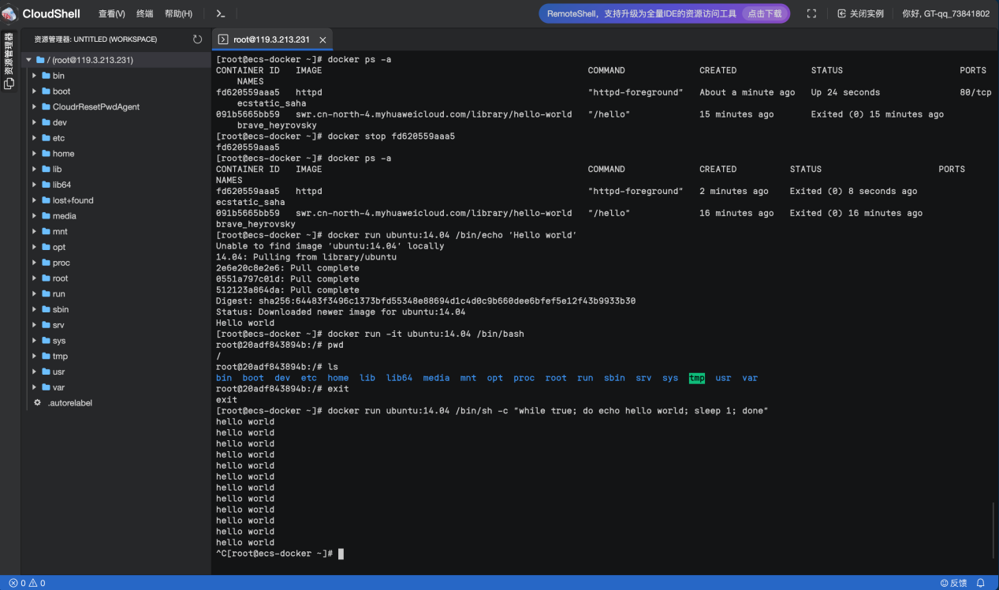 CloudShell 查看(V) 终端 帮助(H)
RemoteShell，支持升级为全量IDE的资源访问工具 点击下载 关闭实例 你好, GT-qq_73841802
资源管理器
资源管理器: UNTITLED (WORKSPACE)
/ (root@119.3.213.231)
bin
boot
CloudrResetPwdAgent
dev
etc
home
lib
lib64
lost+found
media
mnt
opt
proc
root
run
sbin
srv
sys
tmp
usr
var
.autorelabel
root@119.3.213.231
[root@ecs-docker ~]# docker ps -a
CONTAINER ID IMAGE COMMAND CREATED STATUS PORTS
NAMES
fd620559aaa5 httpd "httpd-foreground" About a minute ago Up 24 seconds 80/tcp
ecstatic_saha
091b5665bb59 swr.cn-north-4.myhuaweicloud.com/library/hello-world "/hello" 15 minutes ago Exited (0) 15 minutes ago
brave_heyrovsky
[root@ecs-docker ~]# docker stop fd620559aaa5
fd620559aaa5
[root@ecs-docker ~]# docker ps -a
CONTAINER ID IMAGE COMMAND CREATED STATUS PORTS
NAMES
fd620559aaa5 httpd "httpd-foreground" 2 minutes ago Exited (0) 8 seconds ago
ecstatic_saha
091b5665bb59 swr.cn-north-4.myhuaweicloud.com/library/hello-world "/hello" 16 minutes ago Exited (0) 16 minutes ago
brave_heyrovsky
[root@ecs-docker ~]# docker run ubuntu:14.04 /bin/echo 'Hello world'
Unable to find image 'ubuntu:14.04' locally
14.04: Pulling from library/ubuntu
2e6e20c8e2e6: Pull complete
0551a797c01d: Pull complete
512123a864da: Pull complete
Digest: sha256:64483f3496c1373bfd55348e88694d1c4d0c9b660dee6bfef5e12f43b9933b30
Status: Downloaded newer image for ubuntu:14.04
Hello world
[root@ecs-docker ~]# docker run -it ubuntu:14.04 /bin/bash
root@20adf843894b:/# pwd
/
root@20adf843894b:/# ls
bin boot dev etc home lib lib64 media mnt opt proc root run sbin srv sys tmp usr var
root@20adf843894b:/# exit
exit
[root@ecs-docker ~]# docker run ubuntu:14.04 /bin/sh -c "while true; do echo hello world; sleep 1; done"
hello world
hello world
hello world
hello world
hello world
hello world
hello world
hello world
hello world
hello world
hello world
hello world
^C[root@ecs-docker ~]#
0 0
反馈